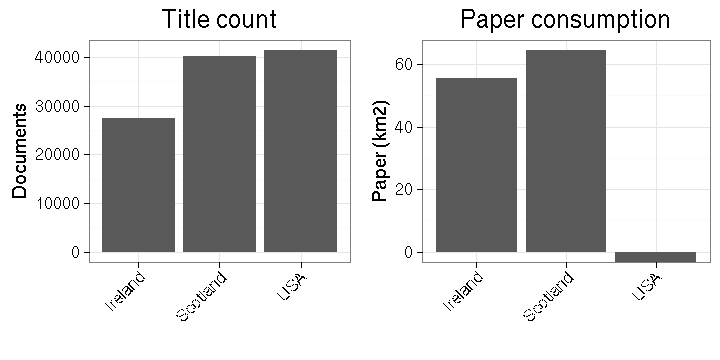 Title count
Documents
40000
30000
20000
10000
0
Ireland
Scotland
USA
Paper consumption
Paper (km2)
60
40
20
0
Ireland
Scotland
USA